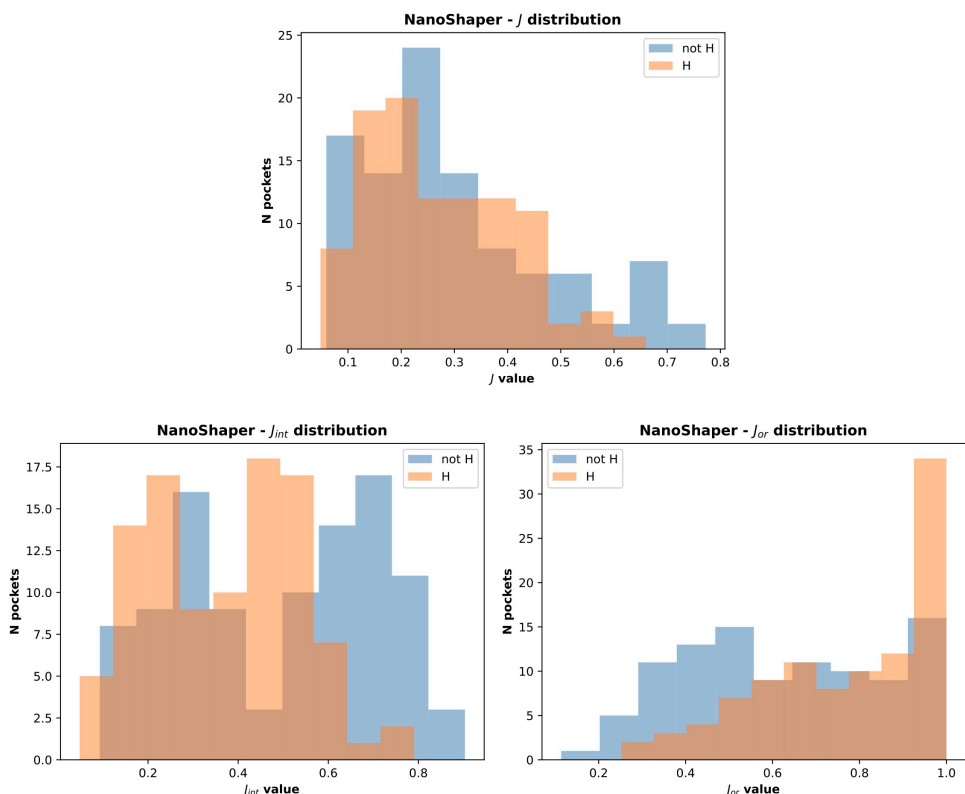 NanoShaper - J distribution
25
20
15
10
5
0
N pockets
not H
H
0.1 0.2 0.3 0.4 0.5 0.6 0.7 0.8
J value
NanoShaper - J_int distribution
17.5
15.0
12.5
10.0
7.5
5.0
2.5
0.0
N pockets
not H
H
0.2 0.4 0.6 0.8
J_int value
NanoShaper - J_or distribution
35
30
25
20
15
10
5
0
N pockets
not H
H
0.2 0.4 0.6 0.8 1.0
J_or value